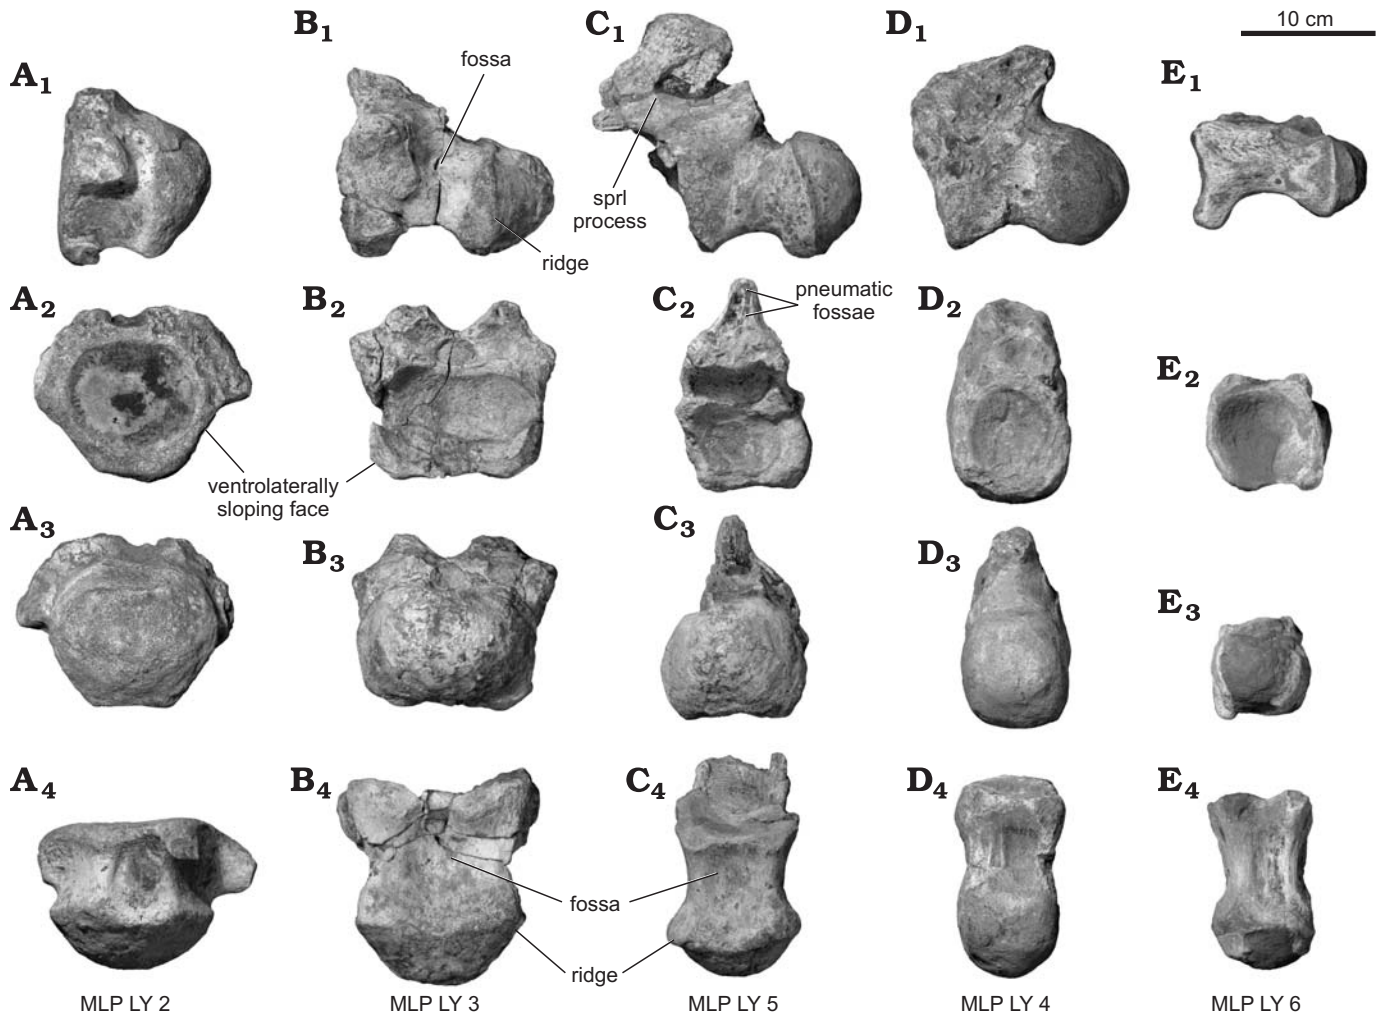 10 cm
A1
B1
C1
D1
E1
fossa
sprl
process
ridge
A2
B2
C2
D2
E2
pneumatic
fossae
ventrolaterally
sloping face
A3
B3
C3
D3
E3
A4
B4
C4
D4
E4
fossa
ridge
MLP LY 2
MLP LY 3
MLP LY 5
MLP LY 4
MLP LY 6